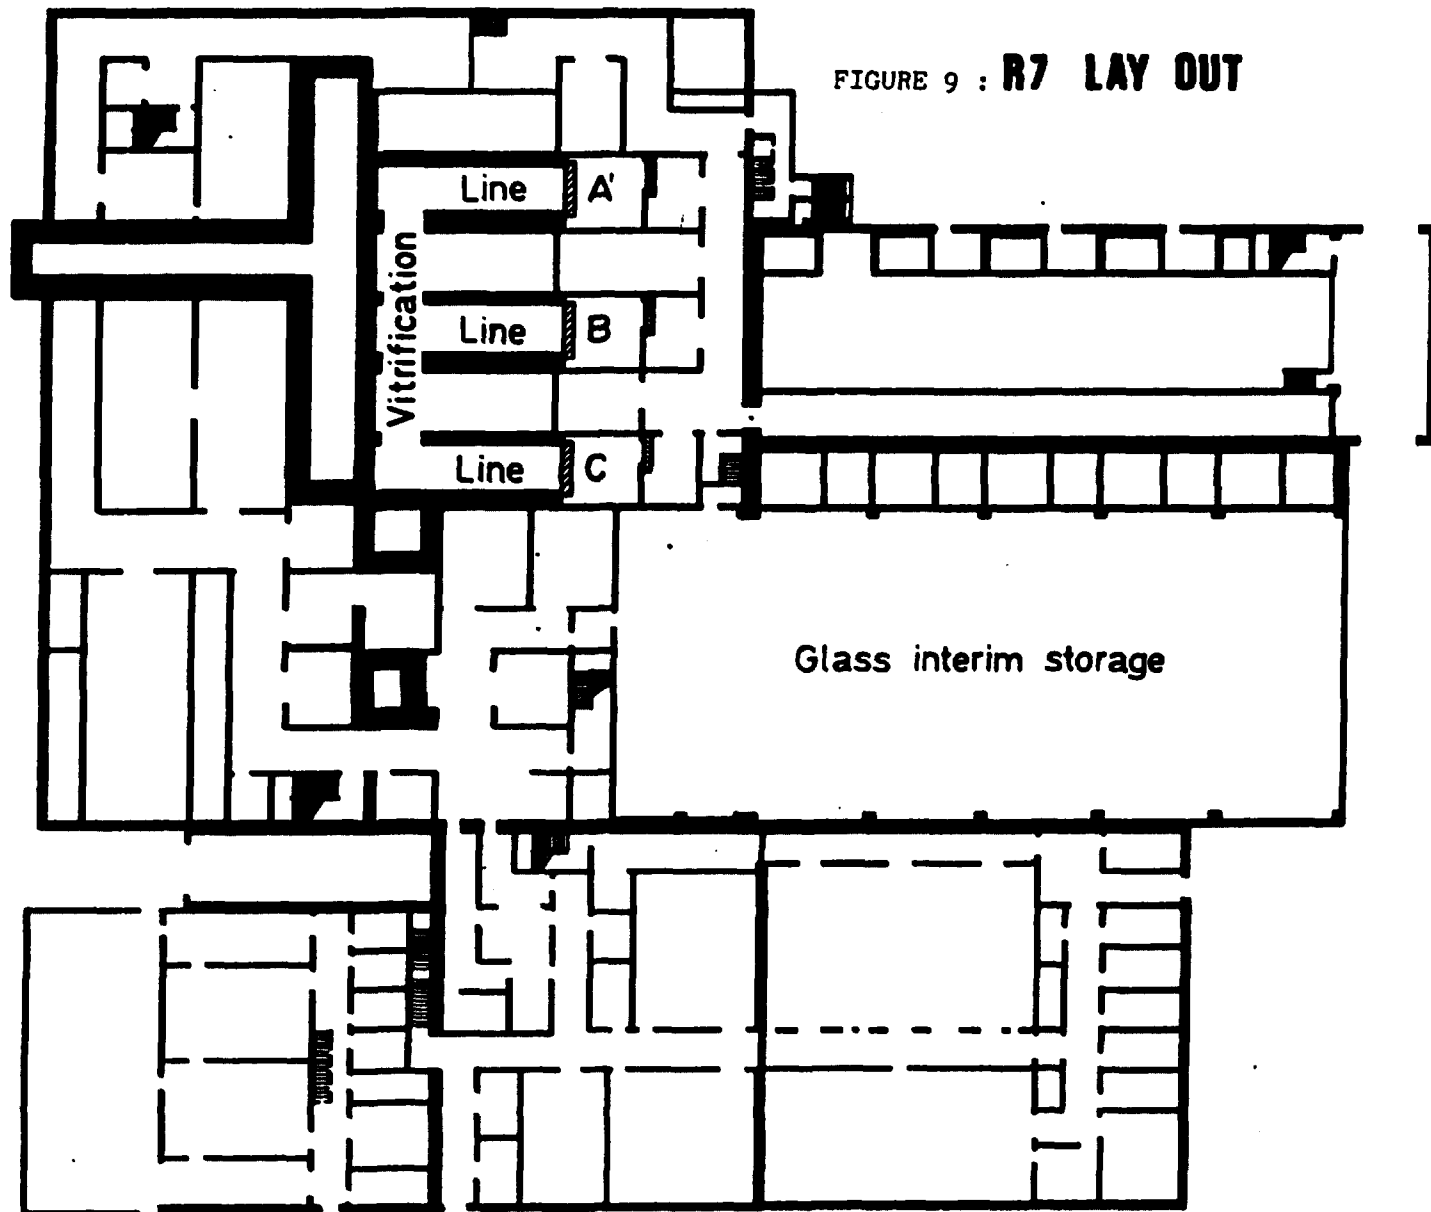 FIGURE 9 : R7 LAY OUT
Line A'
Vitrification
Line B
Line C
Glass interim storage